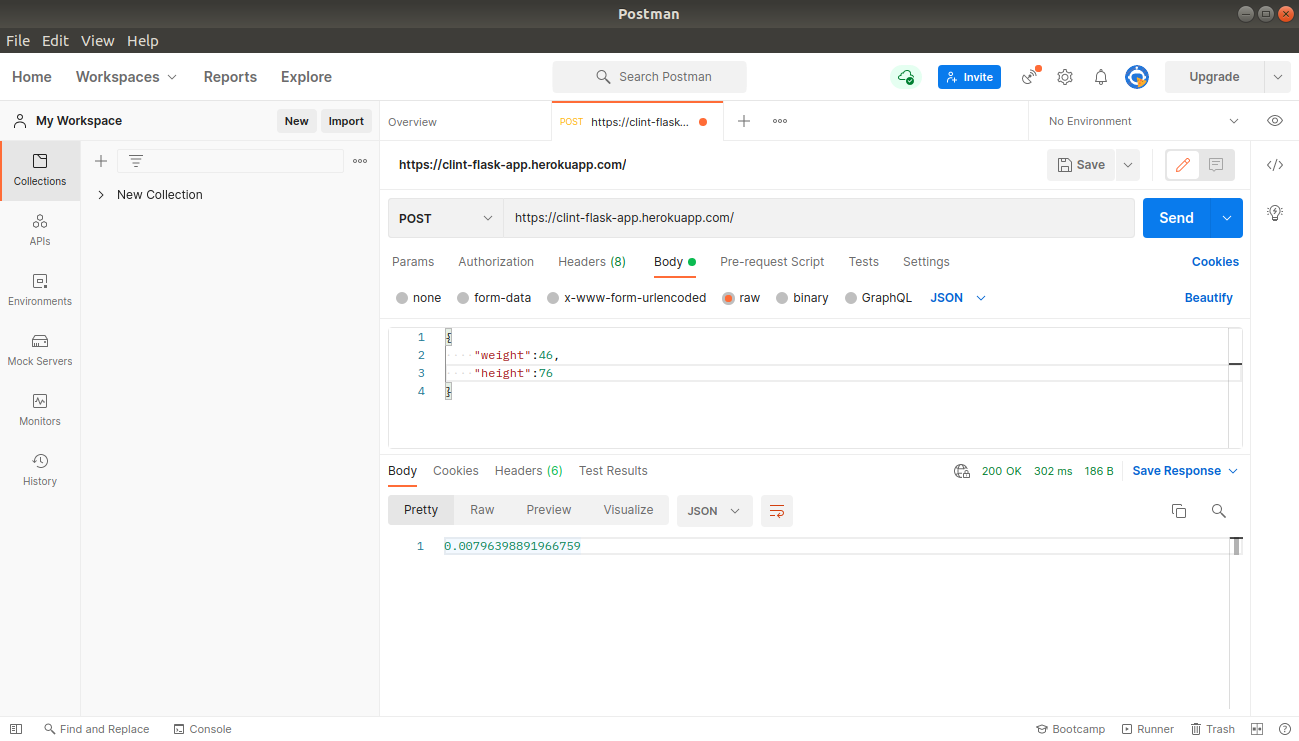 Postman
File Edit View Help
Home Workspaces Reports Explore Search Postman Invite Upgrade
My Workspace New Import Overview POST https://clint-flask... No Environment
Collections
New Collection
https://clint-flask-app.herokuapp.com/ Save
APIs
Environments
Mock Servers
Monitors
History
POST https://clint-flask-app.herokuapp.com/ Send
Params Authorization Headers (8) Body Pre-request Script Tests Settings Cookies
none form-data x-www-form-urlencoded raw binary GraphQL JSON Beautify
1 {
2 "weight":46,
3 "height":76
4 }
Body Cookies Headers (6) Test Results 200 OK 302 ms 186 B Save Response
Pretty Raw Preview Visualize JSON
1 0.00796398891966759
Find and Replace Console Bootcamp Runner Trash